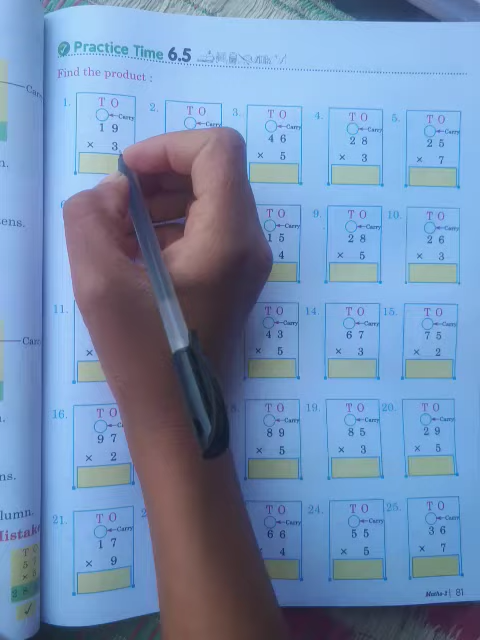 Practice Time 6.5
Find the product :
1. T O
Carry
1 9
× 3
2. T O
Carry
3. T O
Carry
4 6
× 5
4. T O
Carry
2 8
× 3
5. T O
Carry
2 5
× 7
T O
Carry
1 5
4
9. T O
Carry
2 8
× 5
10. T O
Carry
2 6
× 3
11.
×
T O
Carry
4 3
× 5
14. T O
Carry
6 7
× 3
15. T O
Carry
7 5
× 2
16. T O
9 7
× 2
T O
Carry
8 9
× 5
19. T O
Carry
8 5
× 3
20. T O
Carry
2 9
× 5
21. T O
Carry
1 7
× 9
T O
Carry
6 6
4
24. T O
Carry
5 5
× 5
25. T O
Carry
3 6
× 7
Maths-2 | 81